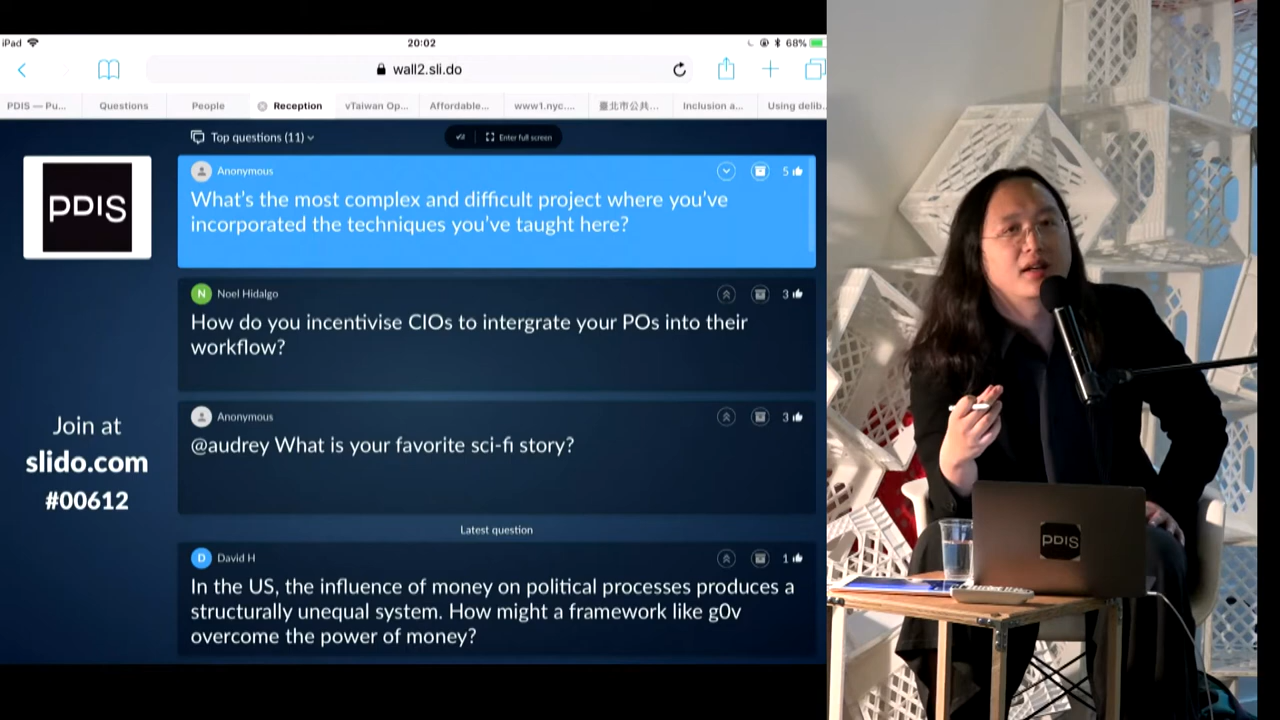 iPad
20:02
68%
wall2.sli.do
PDIS — Pu...
Questions
People
Reception
vTaiwan Op...
Affordable...
www1.nyc....
臺北市公共...
Inclusion a...
Using delib...
Top questions (11)
Enter full screen
PDIS
Anonymous
5
What's the most complex and difficult project where you've
incorporated the techniques you've taught here?
N
Noel Hidalgo
3
How do you incentivise CIOs to intergrate your POs into their
workflow?
Anonymous
3
@audrey What is your favorite sci-fi story?
Join at
slido.com
#00612
Latest question
D
David H
1
In the US, the influence of money on political processes produces a
structurally unequal system. How might a framework like g0v
overcome the power of money?
PDIS